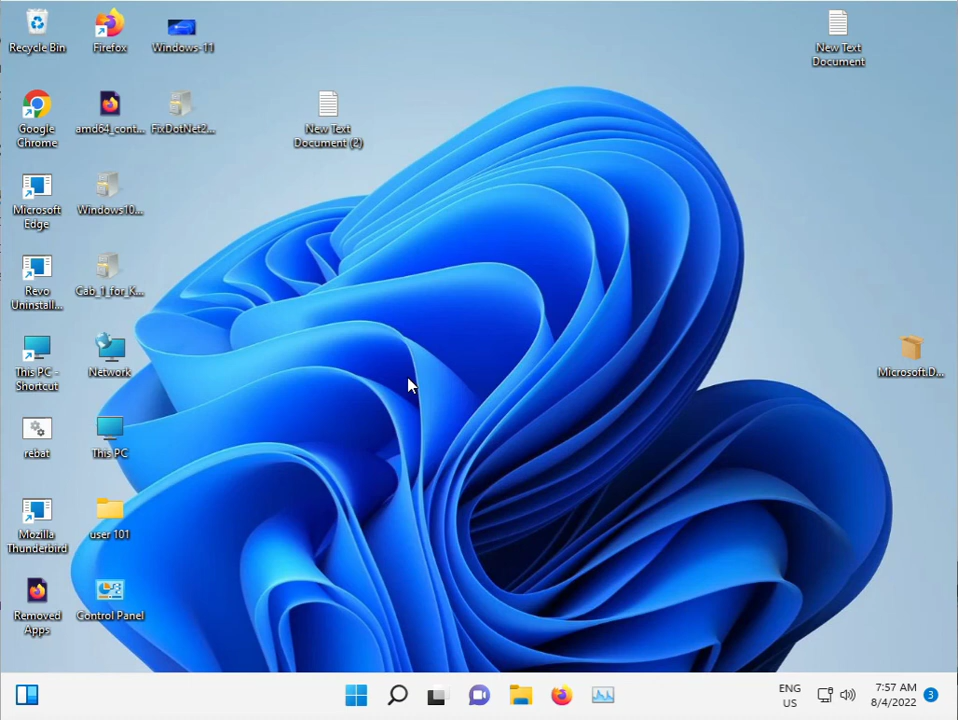 Recycle Bin
Firefox
Windows-11
New Text
Document
Google
Chrome
amd64_cont...
FixDotNet2...
New Text
Document (2)
Microsoft
Edge
Windows10...
Revo
Uninstall...
Cab_1_for_K...
This PC -
Shortcut
Network
MicrosoftD...
rebat
This PC
Mozilla
Thunderbird
user 101
Removed
Apps
Control Panel
ENG
US
7:57 AM
8/4/2022
3